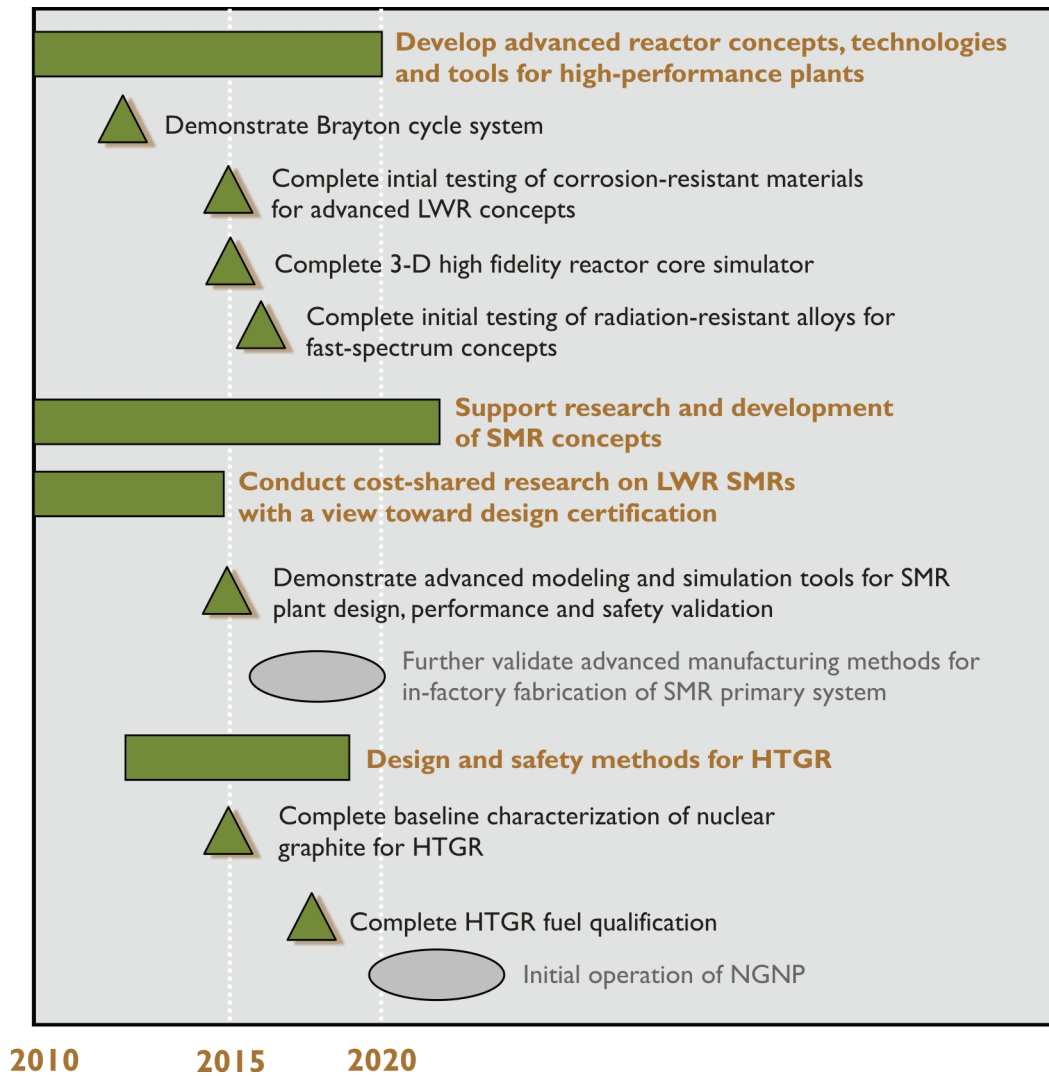 Develop advanced reactor concepts, technologies
and tools for high-performance plants
Demonstrate Brayton cycle system
Complete intial testing of corrosion-resistant materials
for advanced LWR concepts
Complete 3-D high fidelity reactor core simulator
Complete initial testing of radiation-resistant alloys for
fast-spectrum concepts
Support research and development
of SMR concepts
Conduct cost-shared research on LWR SMRs
with a view toward design certification
Demonstrate advanced modeling and simulation tools for SMR
plant design, performance and safety validation
Further validate advanced manufacturing methods for
in-factory fabrication of SMR primary system
Design and safety methods for HTGR
Complete baseline characterization of nuclear
graphite for HTGR
Complete HTGR fuel qualification
Initial operation of NGNP
2010
2015
2020